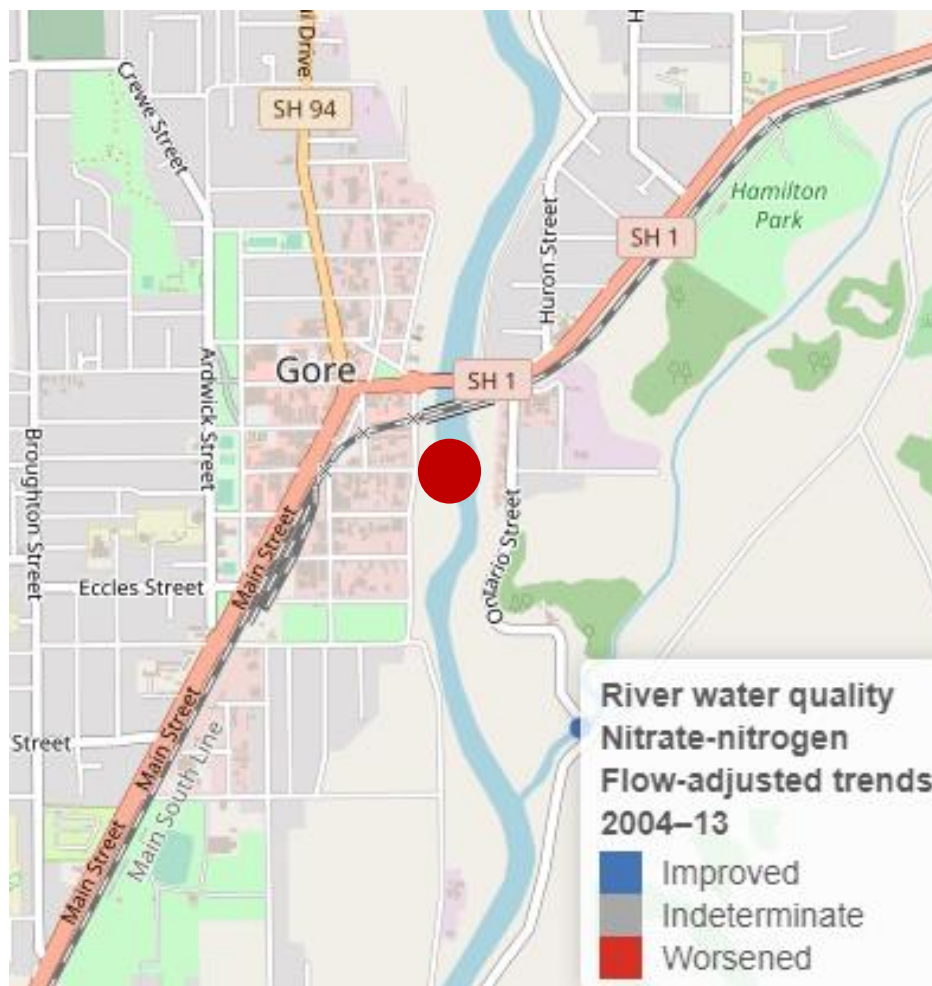 il Drive
H
Crewe Street
SH 94
Hamilton
Park
SH 1
Huron Street
Gore
SH 1
Ardwick Street
Broughton Street
Main Street
Ontario Street
Eccles Street
Main Street
Street
Main South Line
Main Street
River water quality
Nitrate-nitrogen
Flow-adjusted trends
2004–13
Improved
Indeterminate
Worsened